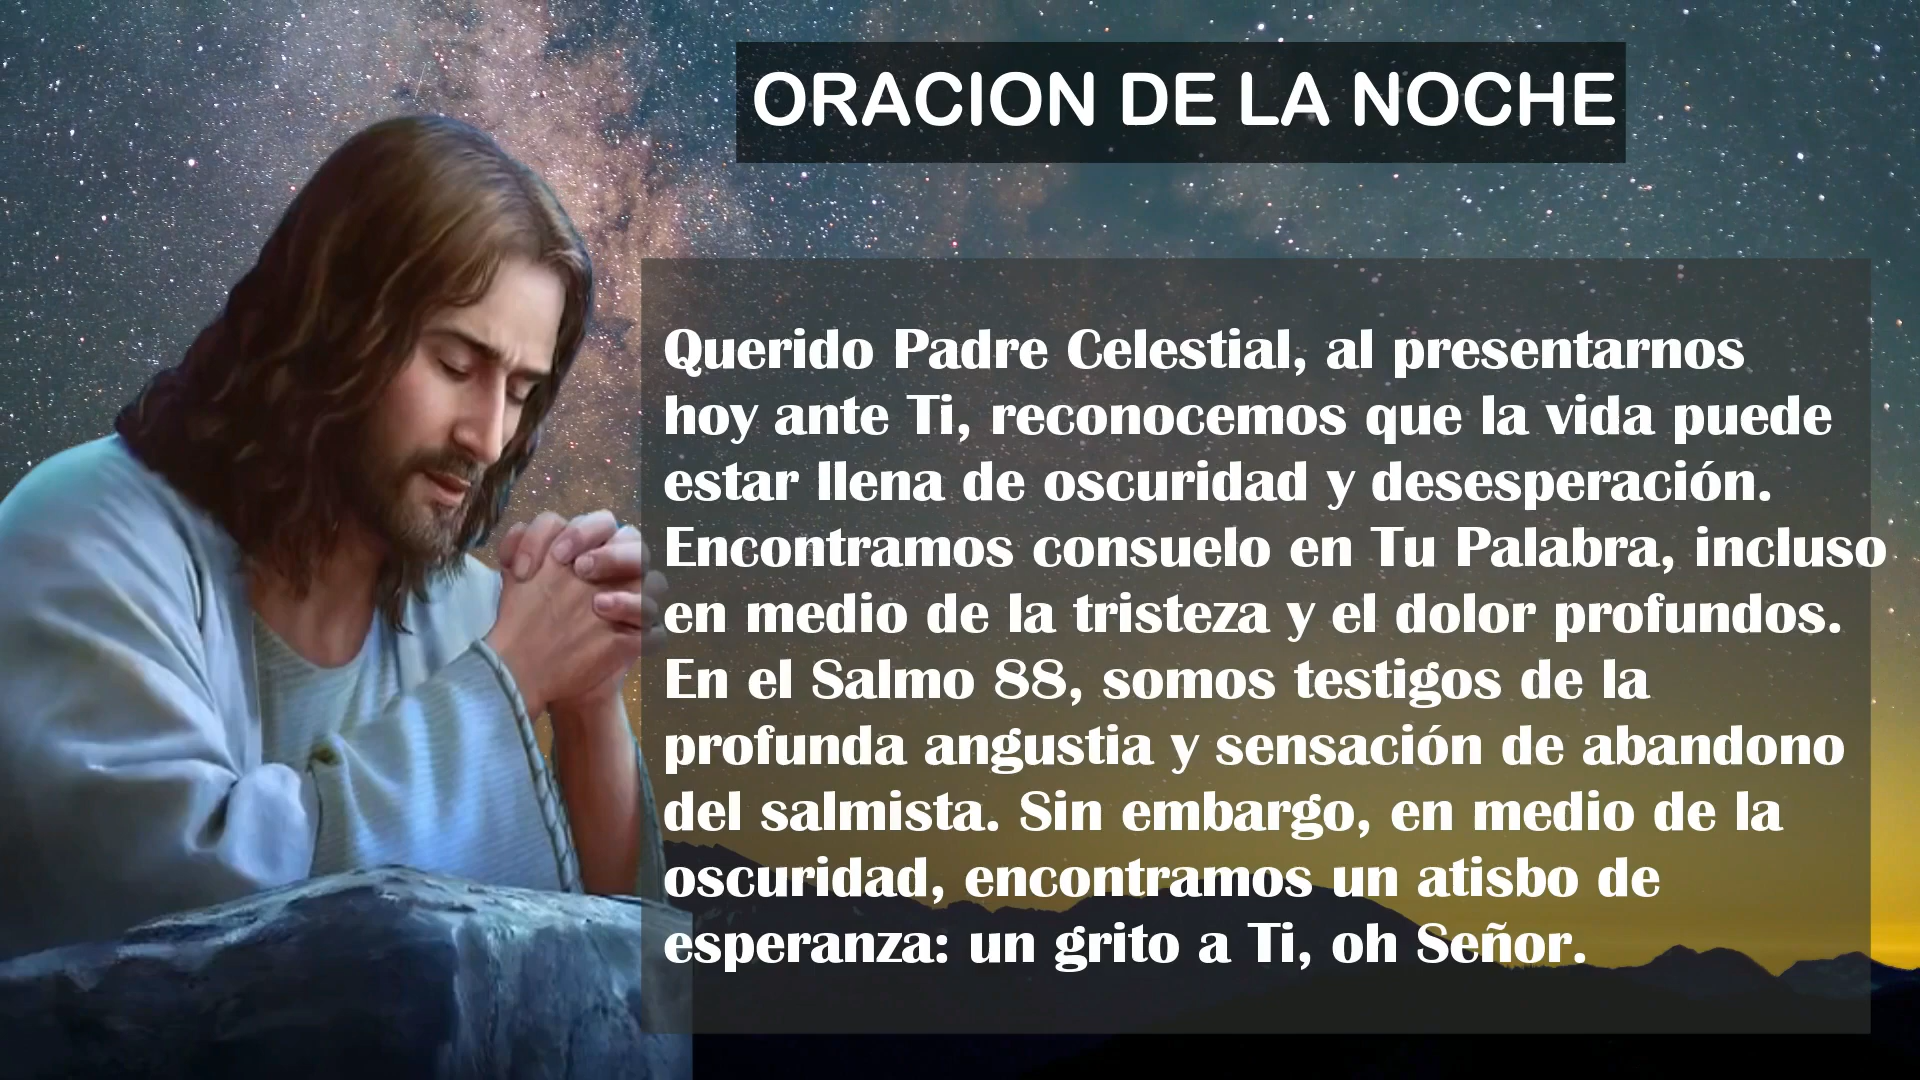 ORACION DE LA NOCHE
Querido Padre Celestial, al presentarnos
hoy ante Ti, reconocemos que la vida puede
estar llena de oscuridad y desesperación.
Encontramos consuelo en Tu Palabra, incluso
en medio de la tristeza y el dolor profundos.
En el Salmo 88, somos testigos de la
profunda angustia y sensación de abandono
del salmista. Sin embargo, en medio de la
oscuridad, encontramos un atisbo de
esperanza: un grito a Ti, oh Señor.